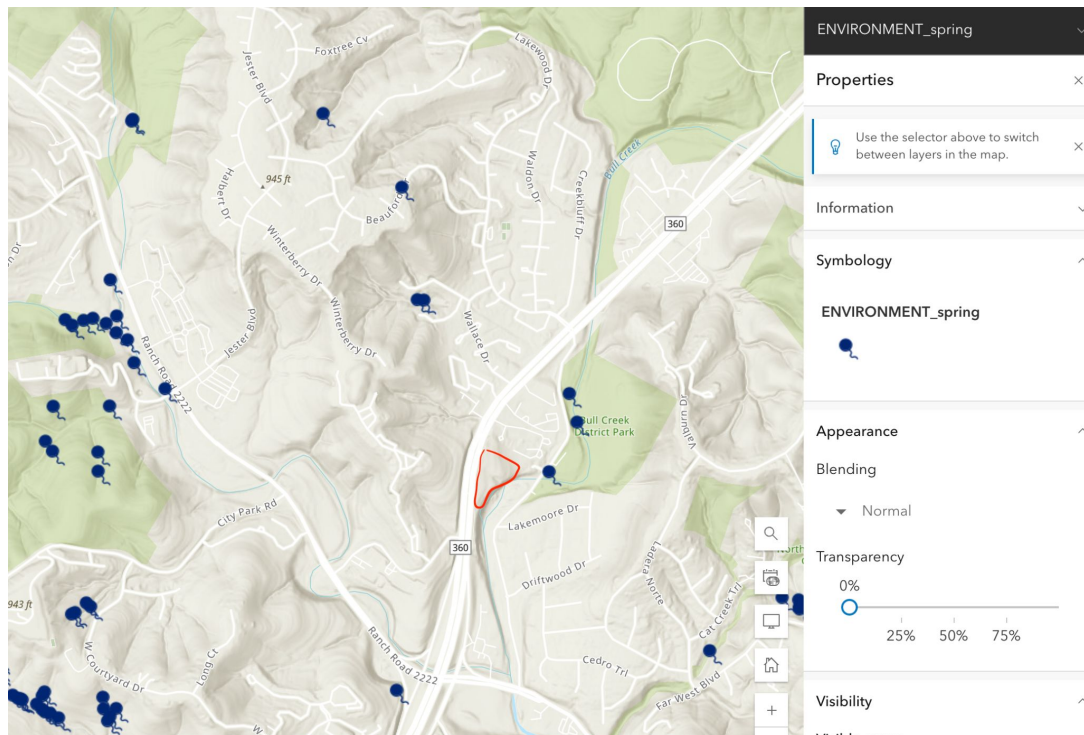 Foxtree Cv
Lakewood Dr
Jester Blvd
Bull Creek
945 ft
Halbert Dr
Waldon Dr
Creekbluff Dr
Beauford
360
Winterberry Dr
Wallace Dr
Winterberry Dr
Jester Blvd
Ranch Road 2222
Bull Creek
District Park
Valburn Dr
City Park Rd
Lakemoore Dr
360
Driftwood Dr
Ladera Norte
North
943 ft
Cat Creek Trl
W Courtyard Dr
Long Ct
Ranch Road 2222
Cedro Trl
Far West Blvd
W
ENVIRONMENT_spring
Properties
Use the selector above to switch
between layers in the map.
Information
Symbology
ENVIRONMENT_spring
Appearance
Blending
Normal
Transparency
0%
25% 50% 75%
Visibility